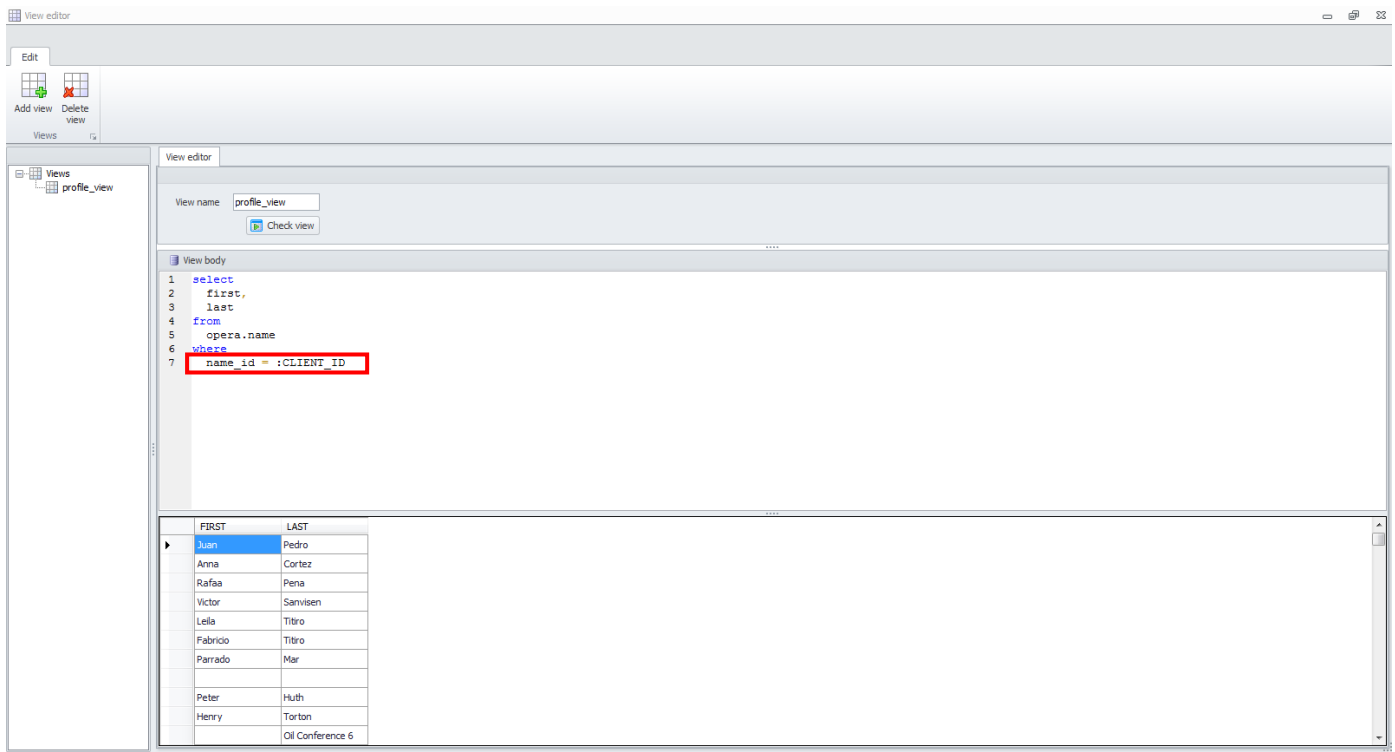 View editor
Edit
Add view
Delete view
Views
Views
profile_view
View editor
View name profile_view
Check view
View body
1 select
2 first,
3 last
4 from
5 opera.name
6 where
7 name_id = :CLIENT_ID
FIRST LAST
Juan Pedro
Anna Cortez
Rafaa Pena
Victor Sanvisen
Leila Titiro
Fabricio Titiro
Parrado Mar
Peter Huth
Henry Torton
Oil Conference 6